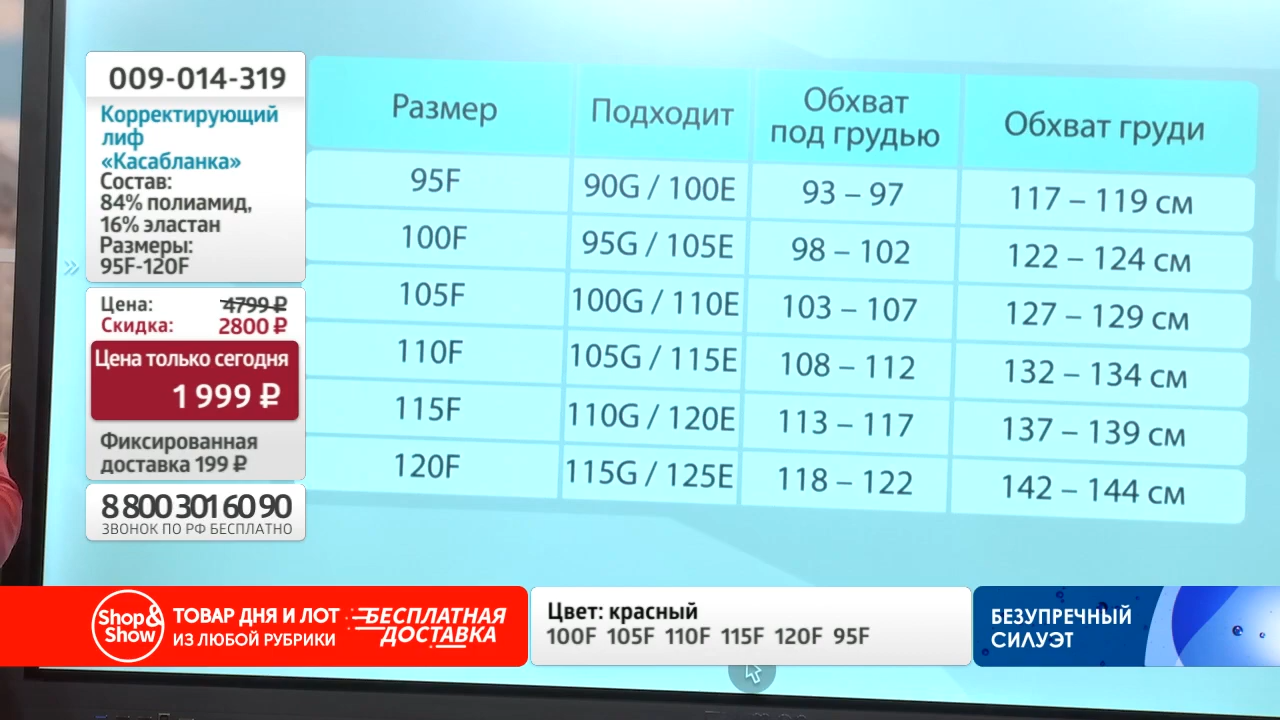 009-014-319
Корректирующий
лиф
«Касабланка»
Состав:
84% полиамид,
16% эластан
Размеры:
95F-120F
Цена: 4799 ₽
Скидка: 2800 ₽
Цена только сегодня
1 999 ₽
Фиксированная
доставка 199 ₽
8 800 301 60 90
ЗВОНОК ПО РФ БЕСПЛАТНО
Размер Подходит Обхват под грудью Обхват груди
95F 90G / 100E 93 – 97 117 – 119 см
100F 95G / 105E 98 – 102 122 – 124 см
105F 100G / 110E 103 – 107 127 – 129 см
110F 105G / 115E 108 – 112 132 – 134 см
115F 110G / 120E 113 – 117 137 – 139 см
120F 115G / 125E 118 – 122 142 – 144 см
Shop&
Show
ТОВАР ДНЯ И ЛОТ
ИЗ ЛЮБОЙ РУБРИКИ
БЕСПЛАТНАЯ
ДОСТАВКА
Цвет: красный
100F 105F 110F 115F 120F 95F
БЕЗУПРЕЧНЫЙ
СИЛУЭТ